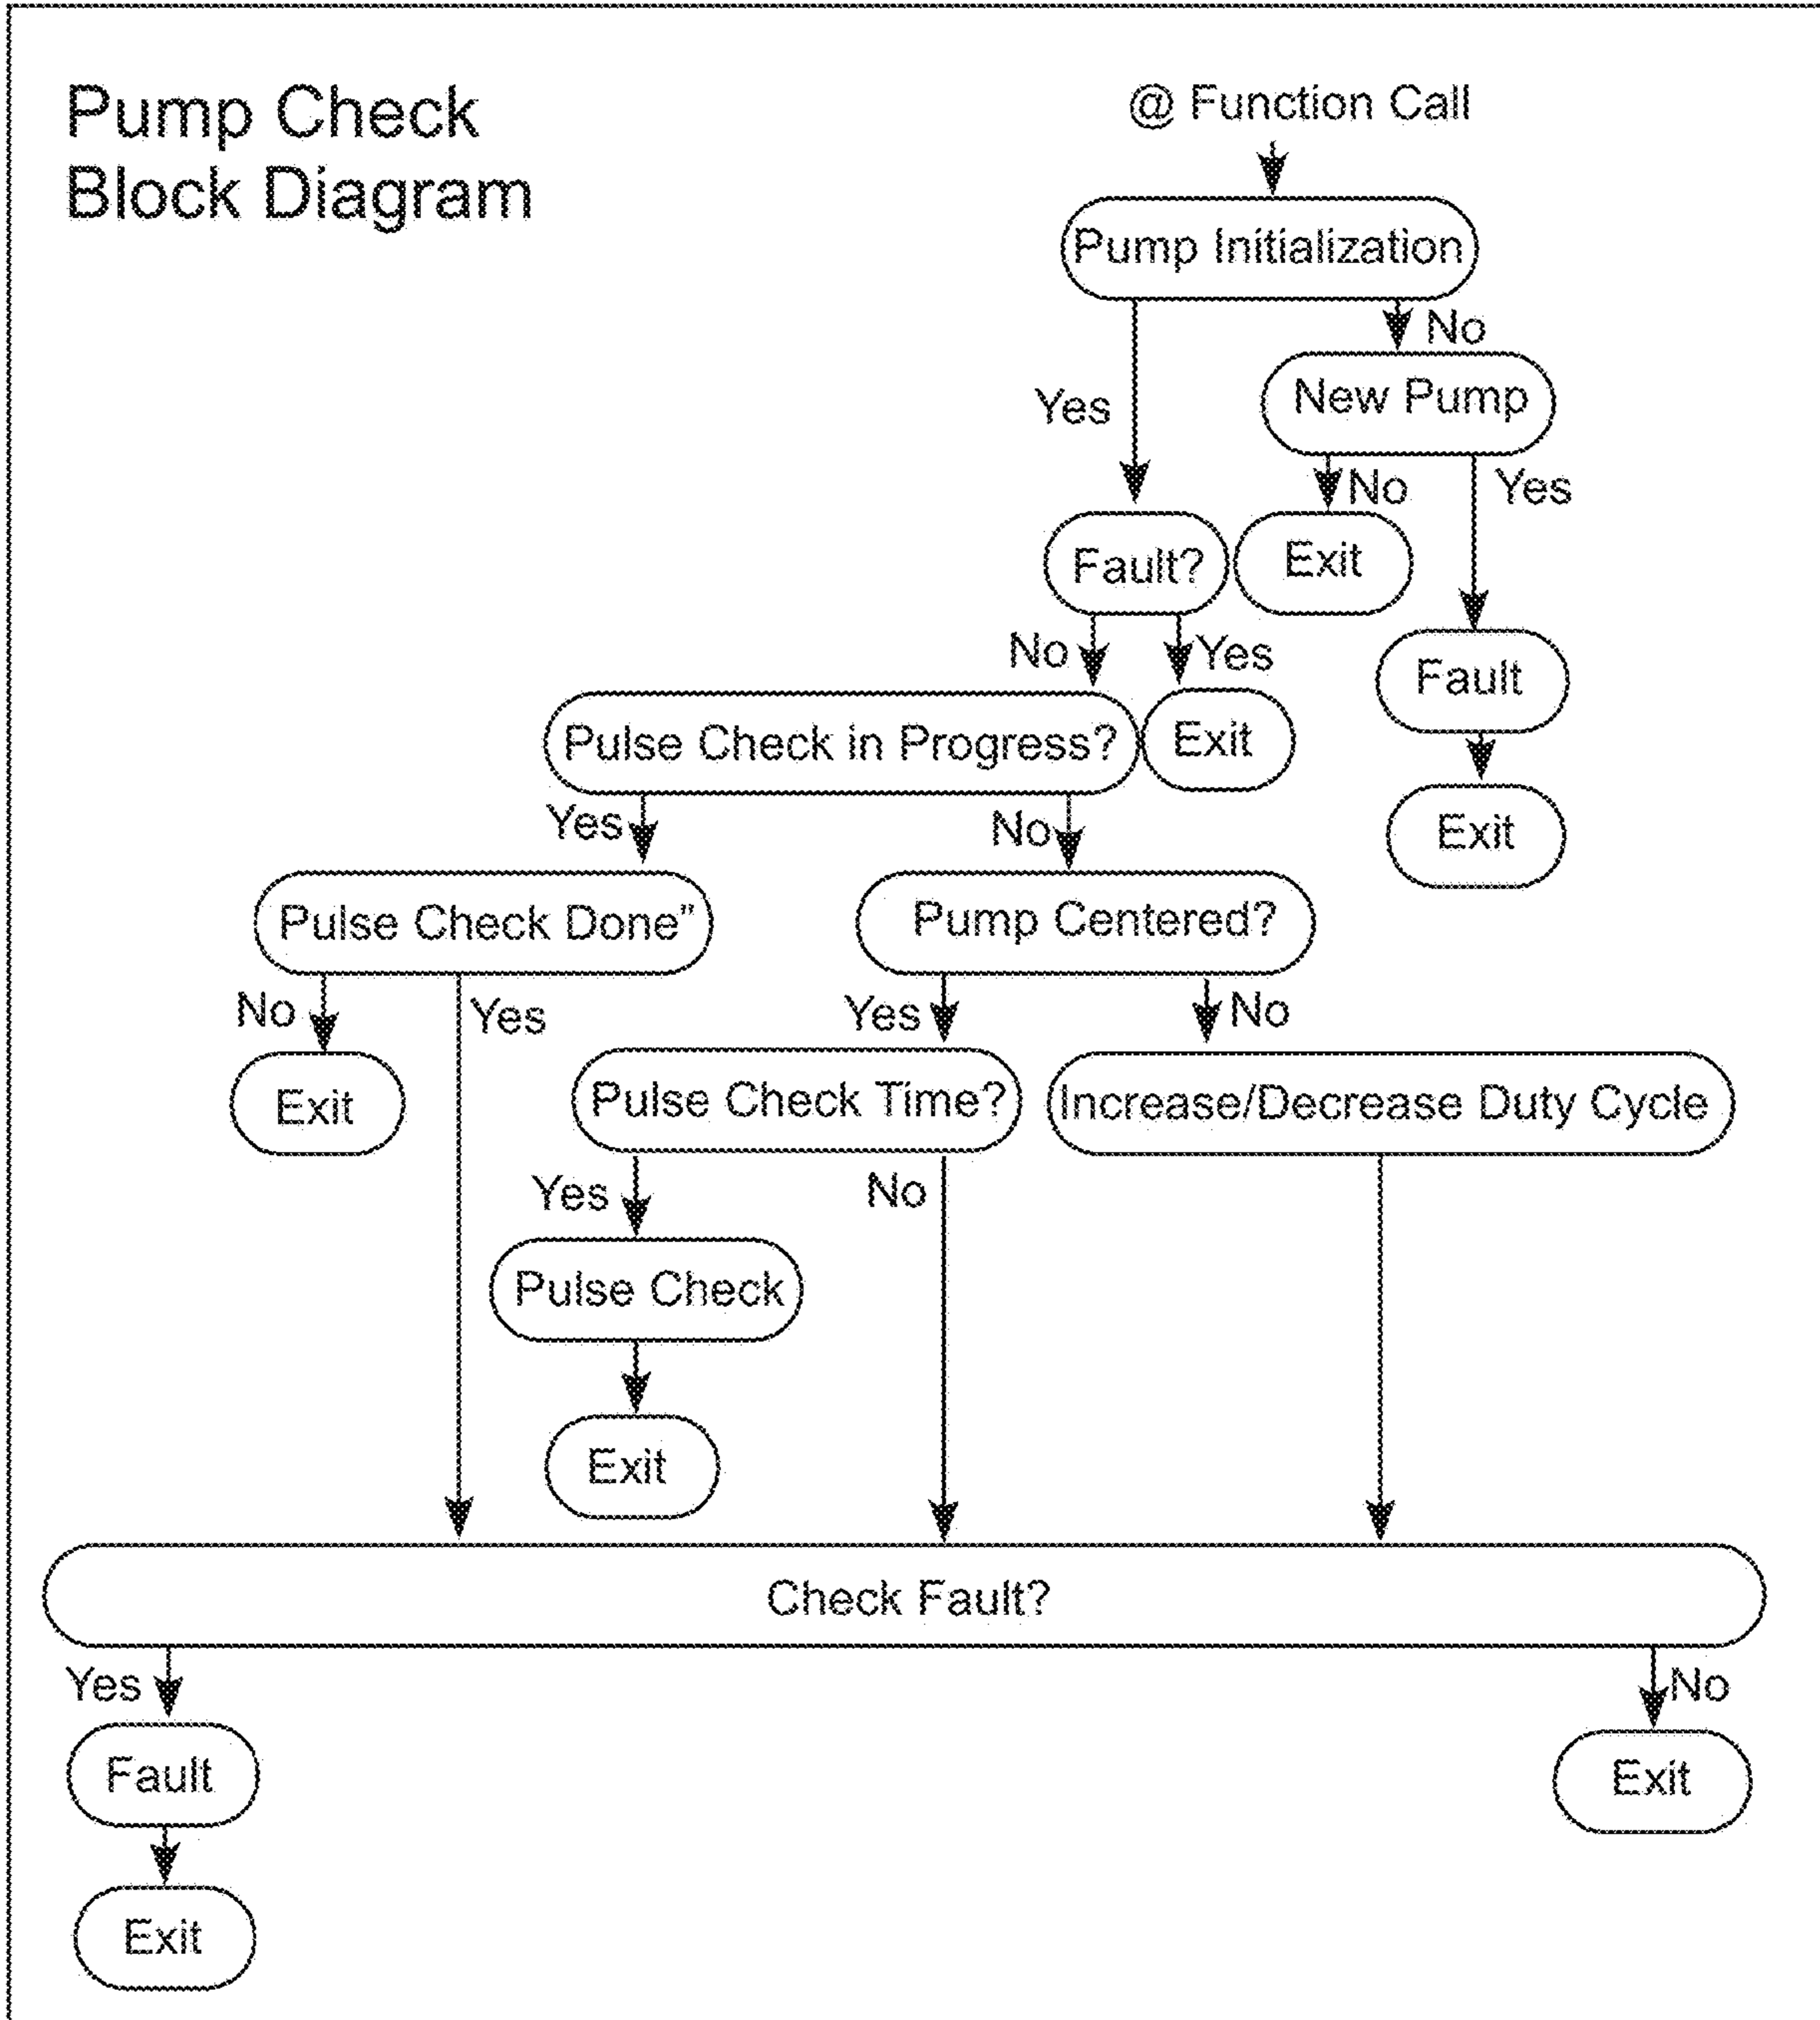 Pump Check
Block Diagram
@ Function Call
Pump Initialization
No
Yes
New Pump
No
Yes
Fault?
Exit
No
Yes
Fault
Pulse Check in Progress?
Exit
Exit
Yes
No
Pulse Check Done”
Pump Centered?
No
Yes
Yes
No
Exit
Pulse Check Time?
Increase/Decrease Duty Cycle
Yes
No
Pulse Check
Exit
Check Fault?
Yes
No
Fault
Exit
Exit